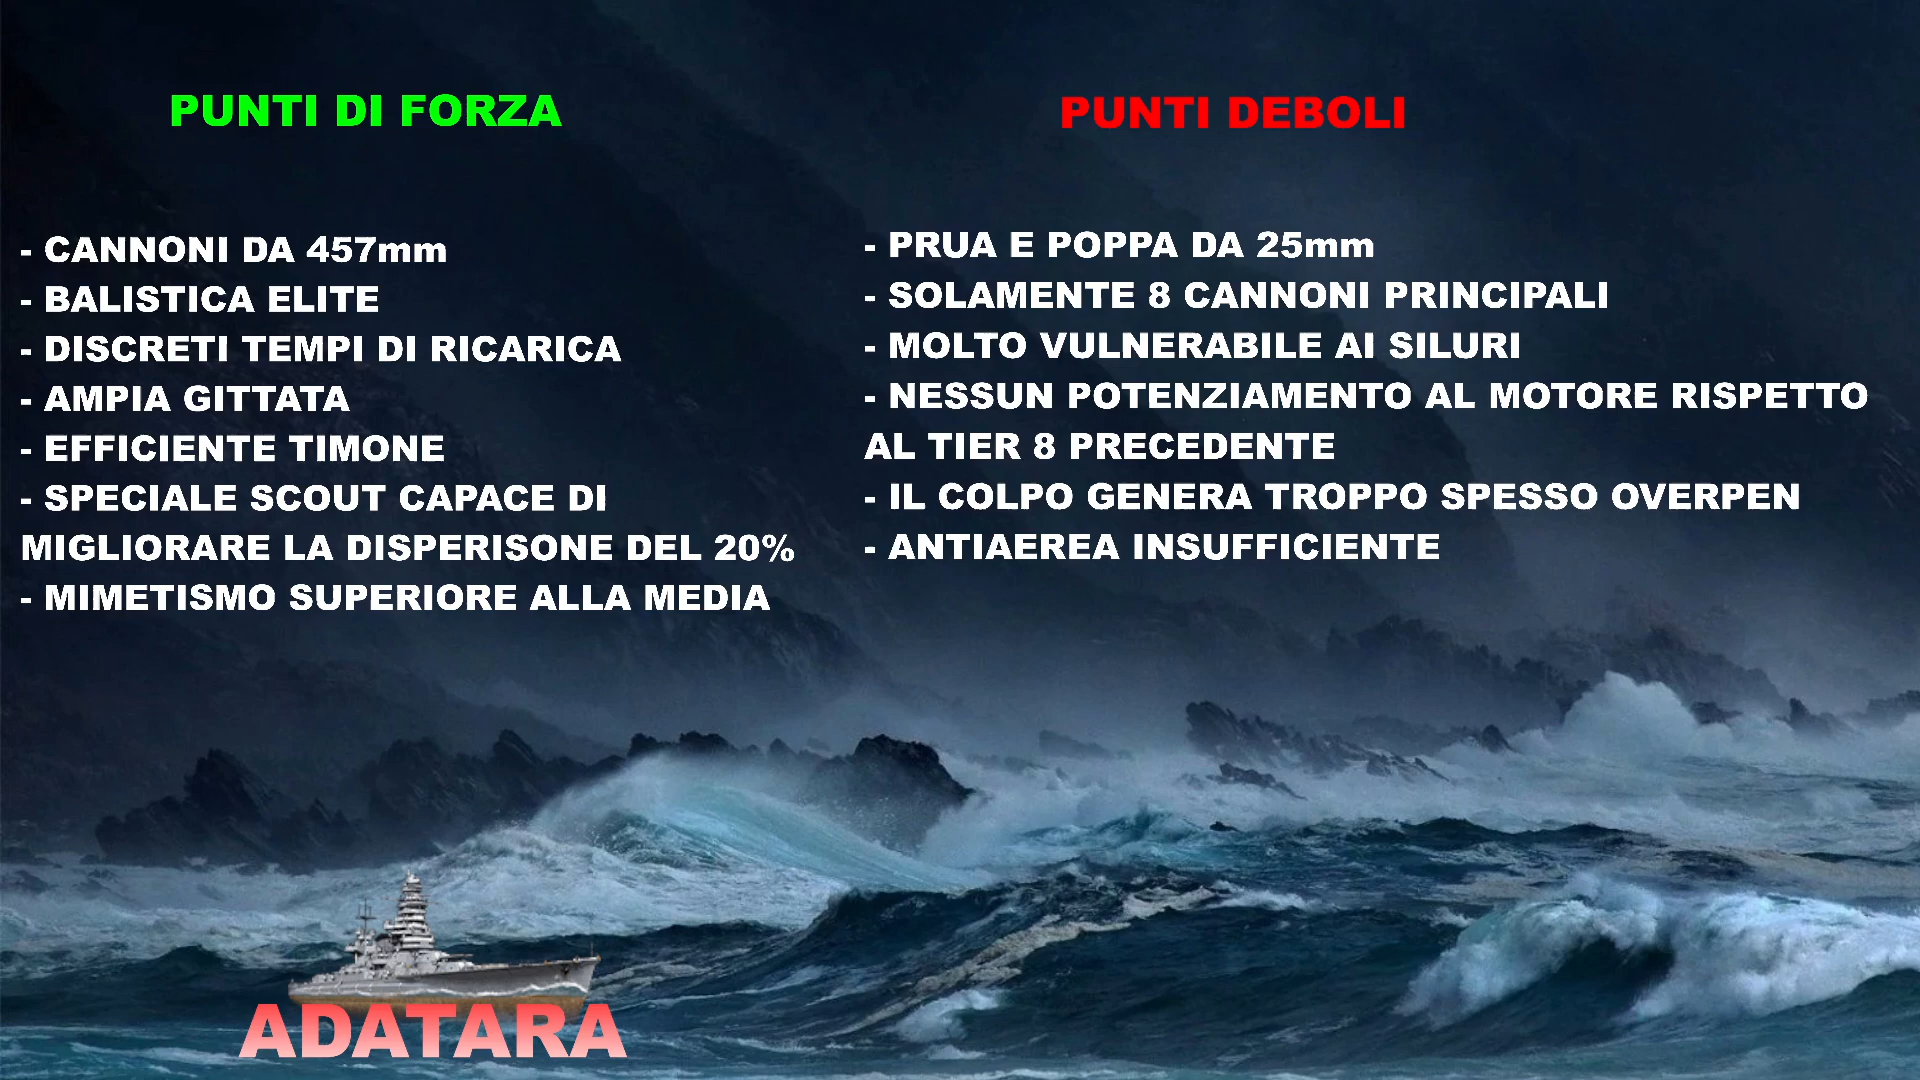 PUNTI DI FORZA
- CANNONI DA 457mm
- BALISTICA ELITE
- DISCRETI TEMPI DI RICARICA
- AMPIA GITTATA
- EFFICIENTE TIMONE
- SPECIALE SCOUT CAPACE DI
MIGLIORARE LA DISPERISONE DEL 20%
- MIMETISMO SUPERIORE ALLA MEDIA
PUNTI DEBOLI
- PRUA E POPPA DA 25mm
- SOLAMENTE 8 CANNONI PRINCIPALI
- MOLTO VULNERABILE AI SILURI
- NESSUN POTENZIAMENTO AL MOTORE RISPETTO
AL TIER 8 PRECEDENTE
- IL COLPO GENERA TROPPO SPESSO OVERPEN
- ANTIAEREA INSUFFICIENTE
ADATARA